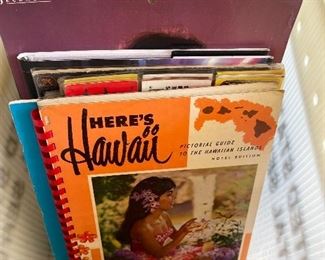 HERE'S
Hawaii
PICTORIAL GUIDE
TO THE HAWAIIAN ISLANDS
HOTEL EDITION